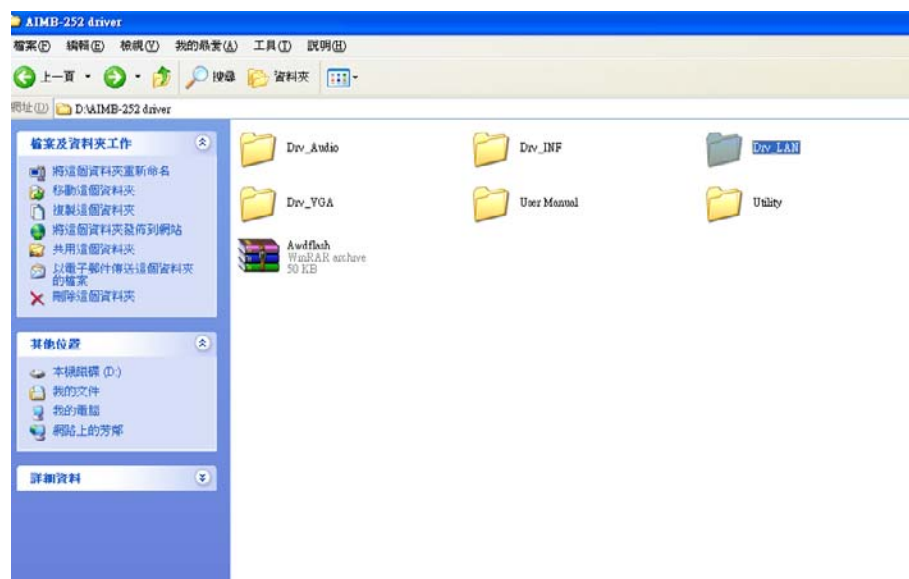 AIMB-252 driver
檔案(F) 編輯(E) 檢視(V) 我的最愛(A) 工具(T) 說明(H)
上一頁 搜尋 資料夾
網址(D) D:\AIMB-252 driver
檔案及資料夾工作
將這個資料夾重新命名
移動這個資料夾
複製這個資料夾
將這個資料夾發佈到網站
共用這個資料夾
以電子郵件傳送這個資料夾
的檔案
刪除這個資料夾
其他位置
本機磁碟 (D:)
我的文件
我的電腦
網路上的芳鄰
詳細資料
Drv_Audio Drv_INF Drv_LAN
Drv_VGA User Manual Utility
Awdflash
WinRAR archive
50 KB